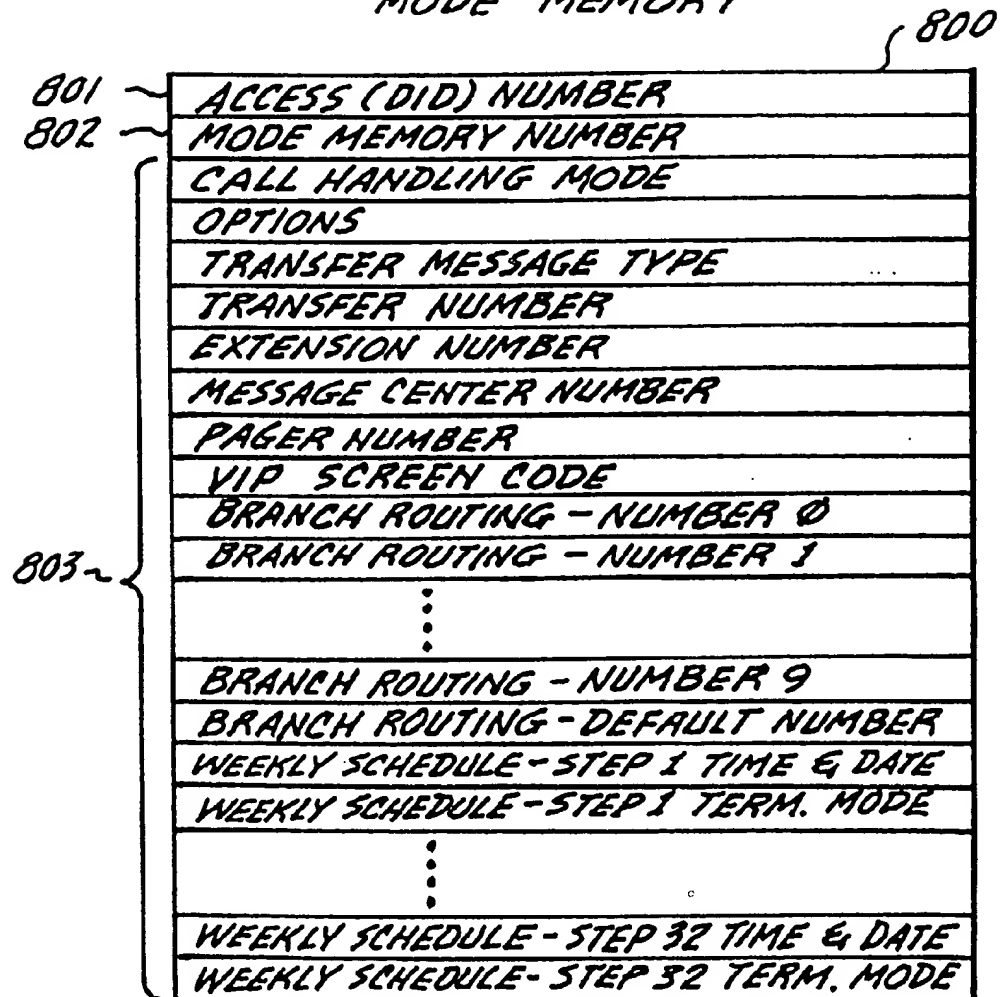 MODE MEMORY
800
801 ACCESS (DID) NUMBER
802 MODE MEMORY NUMBER
CALL HANDLING MODE
OPTIONS
TRANSFER MESSAGE TYPE
TRANSFER NUMBER
EXTENSION NUMBER
MESSAGE CENTER NUMBER
PAGER NUMBER
VIP SCREEN CODE
BRANCH ROUTING - NUMBER Ø
803 BRANCH ROUTING - NUMBER 1
BRANCH ROUTING - NUMBER 9
BRANCH ROUTING - DEFAULT NUMBER
WEEKLY SCHEDULE - STEP 1 TIME & DATE
WEEKLY SCHEDULE - STEP 1 TERM. MODE
WEEKLY SCHEDULE - STEP 32 TIME & DATE
WEEKLY SCHEDULE - STEP 32 TERM. MODE